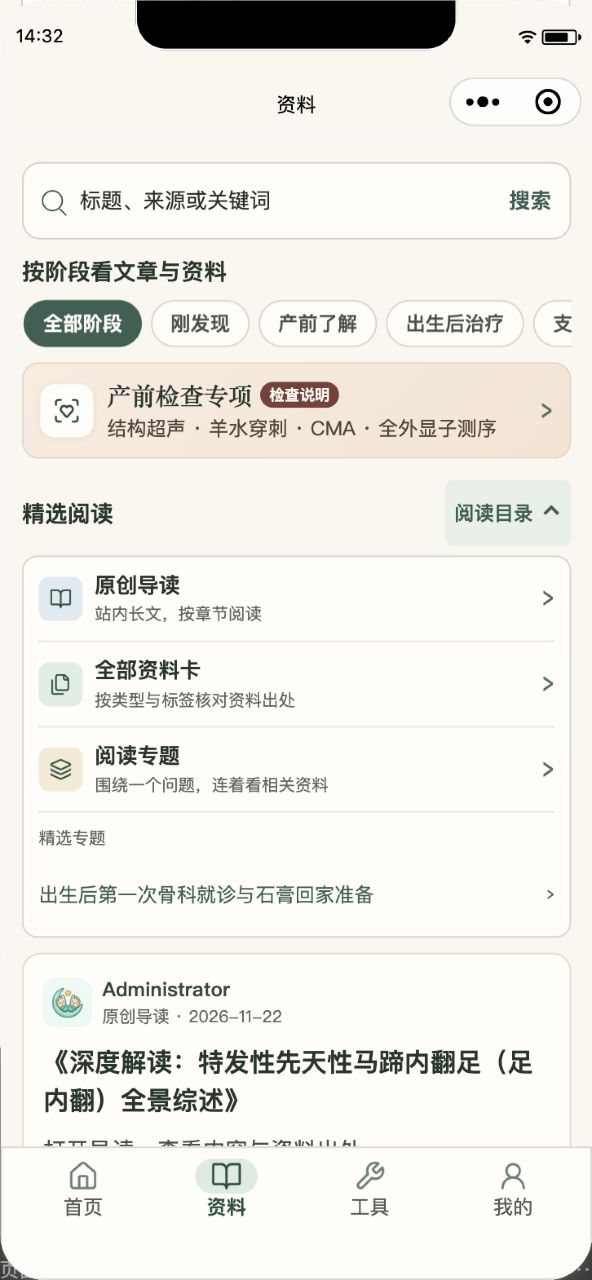 14:32
资料
标题、来源或关键词
搜索
按阶段看文章与资料
全部阶段
刚发现
产前了解
出生后治疗
支
产前检查专项
检查说明
结构超声 · 羊水穿刺 · CMA · 全外显子测序
精选阅读
阅读目录
原创导读
站内长文，按章节阅读
全部资料卡
按类型与标签核对资料出处
阅读专题
围绕一个问题，连着看相关资料
精选专题
出生后第一次骨科就诊与石膏回家准备
Administrator
原创导读 · 2026-11-22
《深度解读：特发性先天性马蹄内翻足（足
内翻）全景综述》
首页
资料
工具
我的